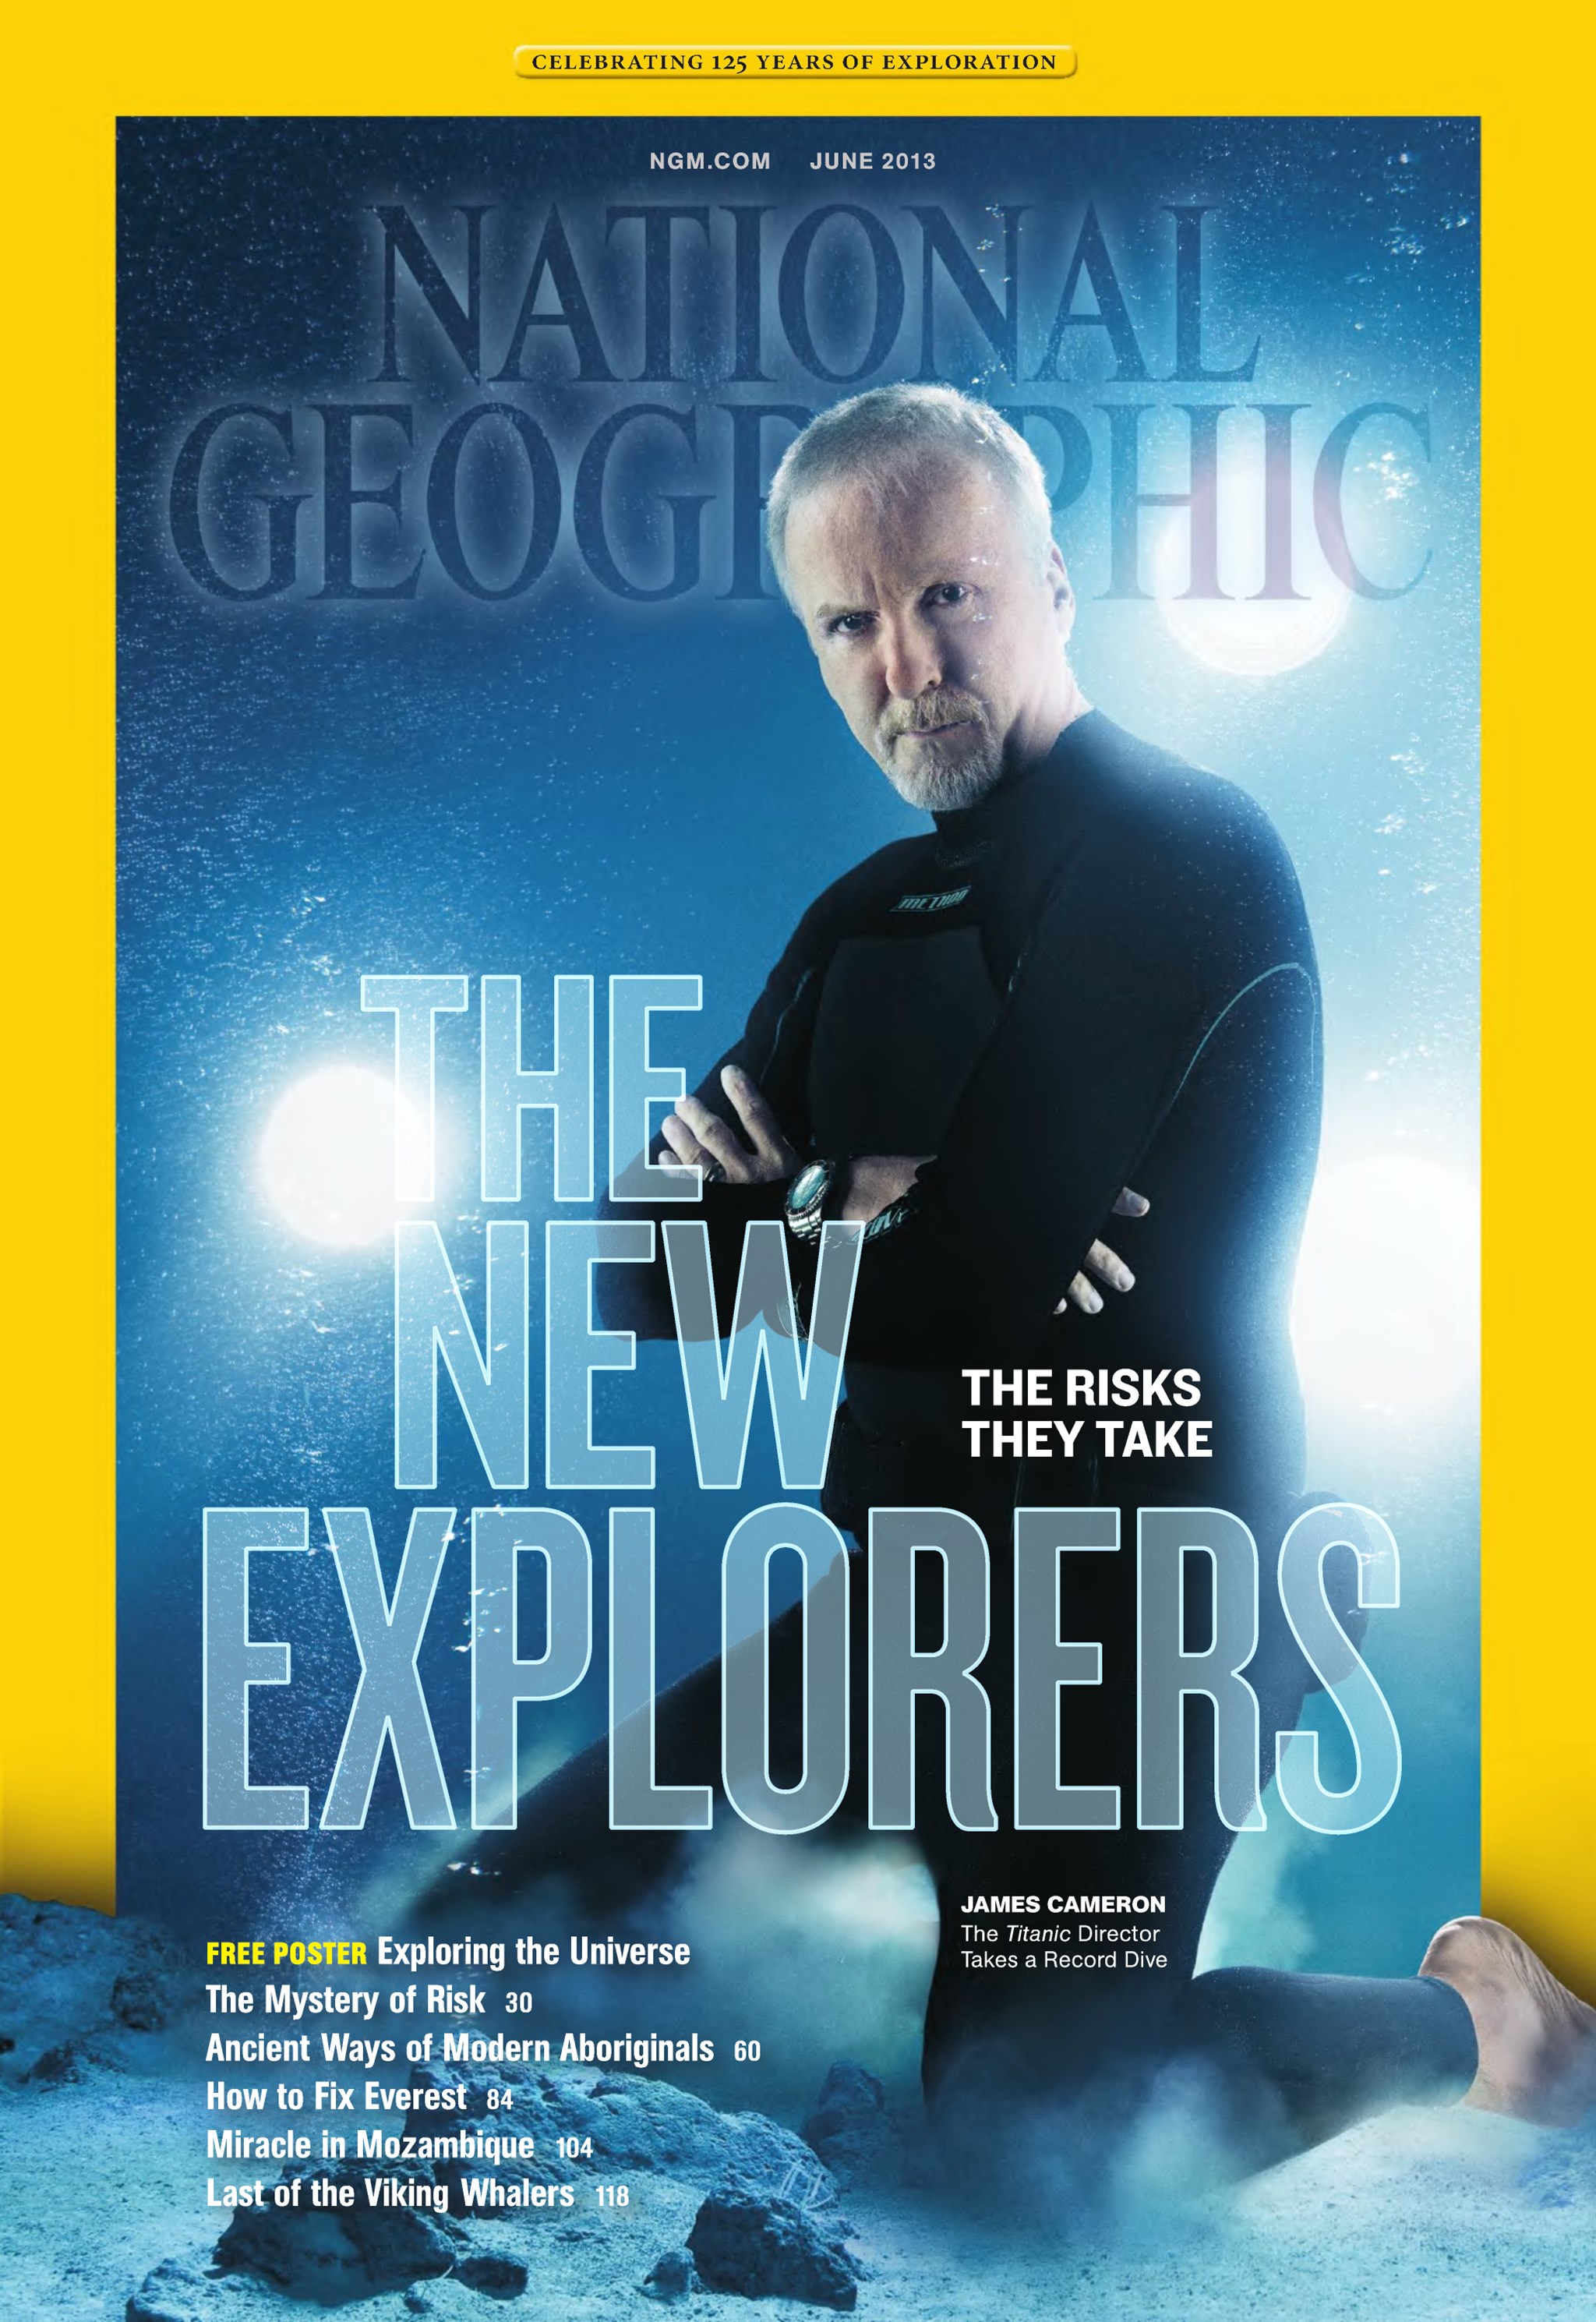 CELEBRATING 125 YEARS OF EXPLORATION
NGM.COM JUNE 2013
NATIONAL
GEOGRAPHIC
METHOD
THE
NEW
EXPLORERS
THE RISKS
THEY TAKE
JAMES CAMERON
The Titanic Director
Takes a Record Dive
FREE POSTER Exploring the Universe
The Mystery of Risk 30
Ancient Ways of Modern Aboriginals 60
How to Fix Everest 84
Miracle in Mozambique 104
Last of the Viking Whalers 118